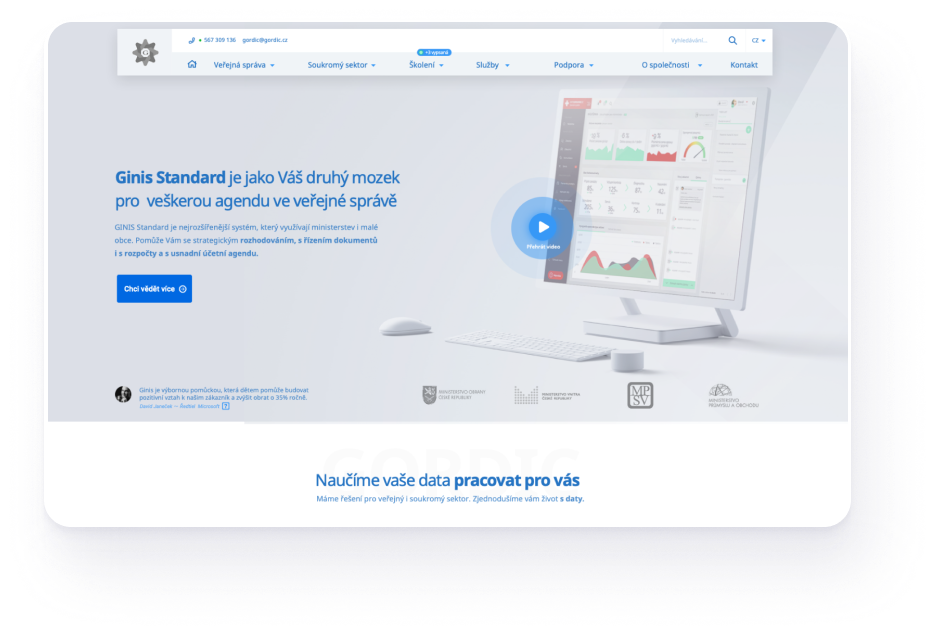 567 309 136 gordic@gordic.cz
Vyhledávání...
CZ
+3 vypsaná
Veřejná správa
Soukromý sektor
Školení
Služby
Podpora
O společnosti
Kontakt
Ginis Standard je jako Váš druhý mozek
pro veškerou agendu ve veřejné správě
GINIS Standard je nejrozšířenější systém, který využívají ministerstev i malé
obce. Pomůže Vám se strategickým rozhodováním, s řízením dokumentů
i s rozpočty a s usnadní účetní agendu.
Chci vědět více
Přehrát video
Ginis je výbornou pomůckou, která dětem pomůže budovat
pozitivní vztah k našim zákazník a zvýšit obrat o 35% ročně.
David Janeček — Ředitel Microsoft
MINISTERSTVO OBRANY
ČESKÉ REPUBLIKY
MINISTERSTVO VNITRA
ČESKÉ REPUBLIKY
MP
SV
MINISTERSTVO
PRŮMYSLU A OBCHODU
GORDIC
Naučíme vaše data pracovat pro vás
Máme řešení pro veřejný i soukromý sektor. Zjednodušíme vám život s daty.